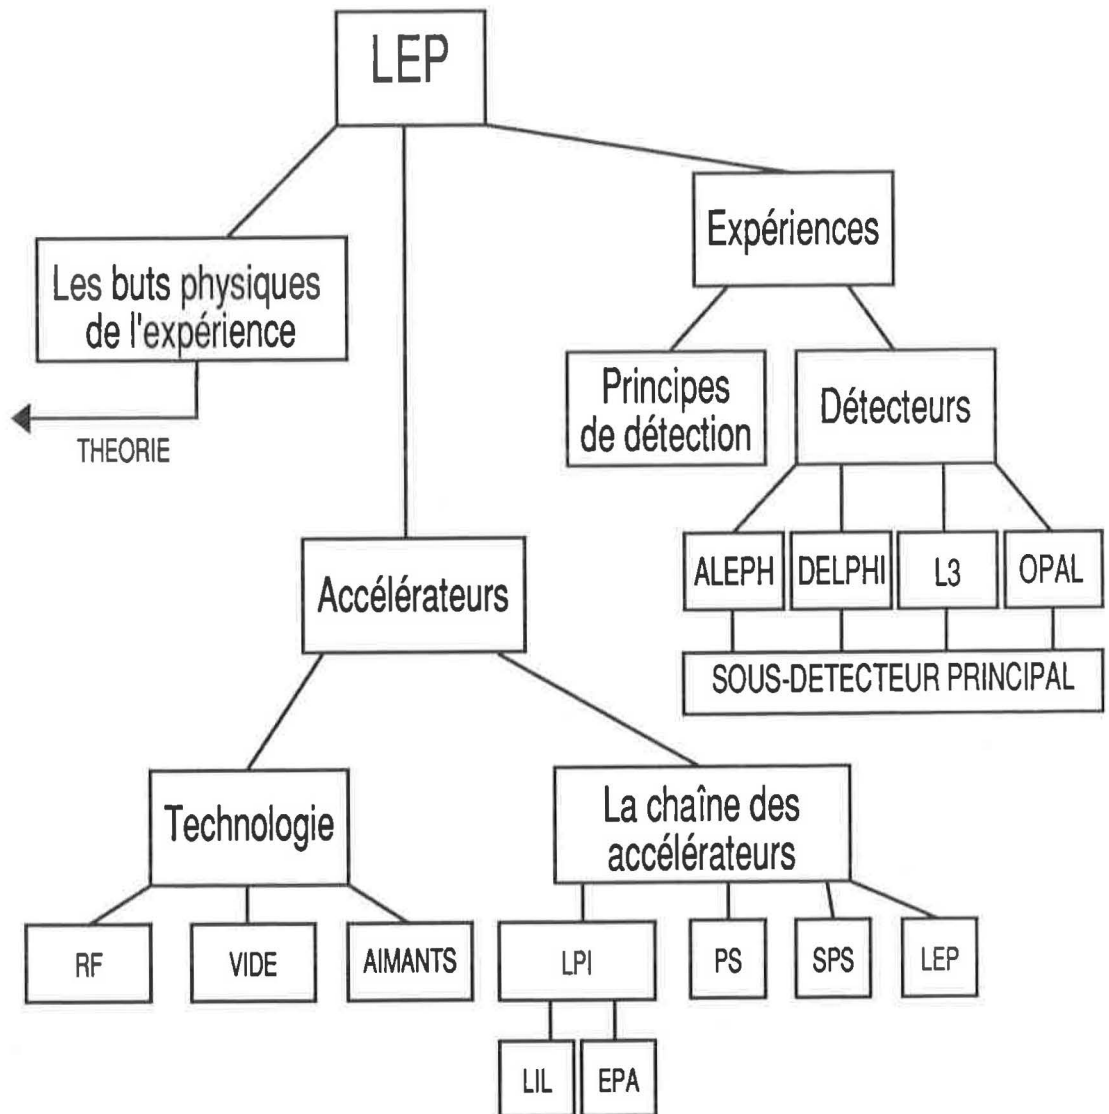 LEP
Expériences
Les buts physiques
de l'expérience
THEORIE
Principes
de détection
Détecteurs
ALEPH
DELPHI
L3
OPAL
SOUS-DETECTEUR PRINCIPAL
Accélérateurs
Technologie
La chaîne des
accélérateurs
RF
VIDE
AIMANTS
LPI
PS
SPS
LEP
LIL
EPA